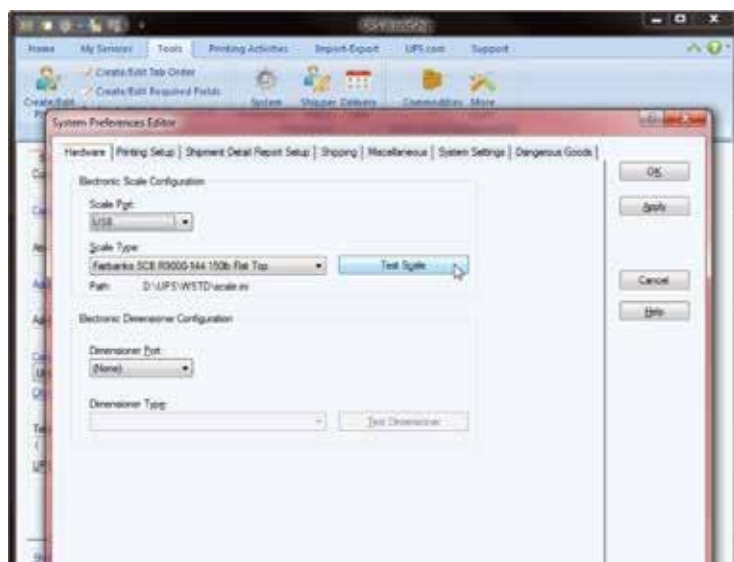 Home My Services Tools Printing Activities Import-Export UPS.com Support
Create/Edit Tab Order
Create/Edit Required Fields
Create/Edit System Shipper Delivery Commodities More
System Preferences Editor
Hardware Printing Setup Shipment Detail Report Setup Shipping Miscellaneous System Settings Dangerous Goods
OK
Electronic Scale Configuration
Scale Port:
Apply
USB
Scale Type:
Fairbanks SCB R9000-14A 150lb Flat Top Test Scale
Cancel
Path: D:\UPS\WSTD\scale.ini
Help
Electronic Dimensioner Configuration
Dimensioner Port:
(None)
Dimensioner Type:
Test Dimensioner